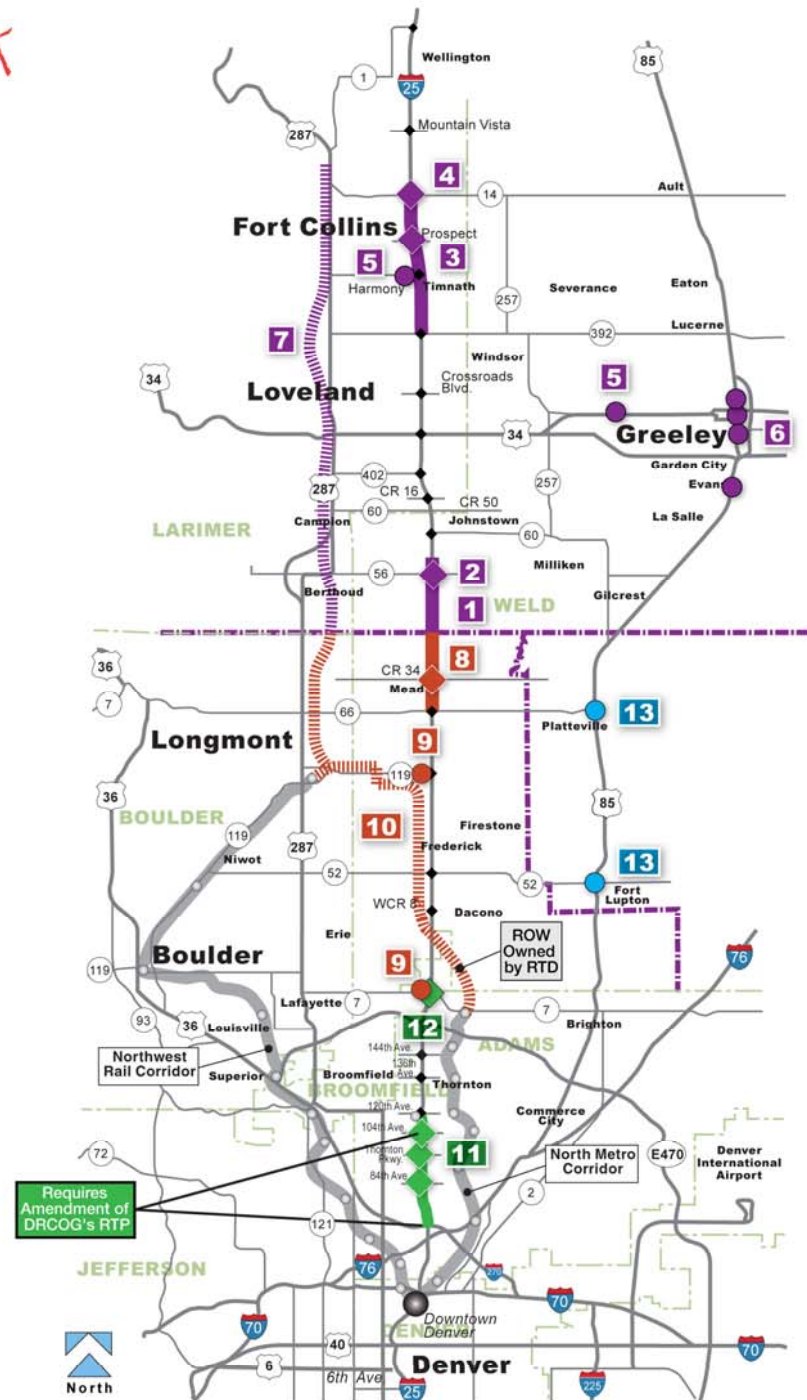 Wellington
85
1
25
Mountain Vista
287
4
14
Ault
Fort Collins
Prospect
3
5
Harmony
Timnath
257
Severance
Eaton
Lucerne
392
7
Windsor
34
Crossroads
Blvd.
Loveland
5
34
Greeley
6
Garden City
402
257
Evans
287
CR 16
CR 50
60
Campion
Johnstown
La Salle
LARIMER
60
56
2
Milliken
Berthoud
1
WELD
Gilcrest
8
36
CR 34
7
Mead
66
13
Platteville
Longmont
9
119
36
85
BOULDER
10
Firestone
119
287
Frederick
Niwot
13
52
52
Fort
Lupton
WCR 8
Dacono
Erie
ROW
Owned
by RTD
Boulder
76
119
9
Lafayette
7
7
93
36
Louisville
12
Brighton
144th Ave.
ADAMS
Northwest
Rail Corridor
136th
Ave.
Superior
Broomfield
Thornton
BROOMFIELD
120th Ave.
Commerce
City
104th Ave.
72
Thornton
Pkwy.
11
North Metro
Corridor
E470
Denver
International
Airport
84th Ave.
Requires
Amendment of
DRCOG's RTP
2
121
JEFFERSON
76
270
70
70
Downtown
Denver
DENVER
40
70
6
6th Ave
Denver
North
25
225